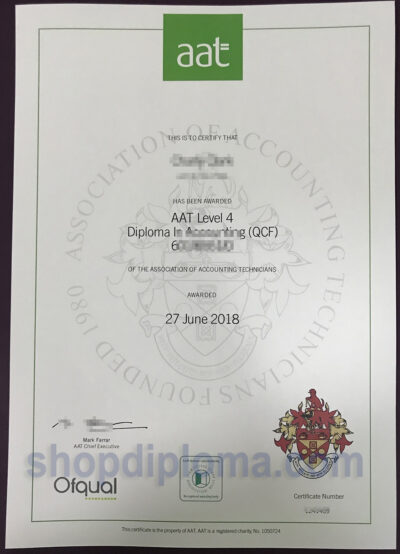 aat
THIS IS TO CERTIFY THAT
HAS BEEN AWARDED
AAT Level 4
Diploma In Accounting (QCF)
OF THE ASSOCIATION OF ACCOUNTING TECHNICIANS
AWARDED
27 June 2018
ASSOCIATION OF ACCOUNTING TECHNICIANS FOUNDED 1980
Mark Farrar
AAT Chief Executive
shopdiploma.com
Ofqual
Certificate Number
This certificate is the property of AAT. AAT is a registered charity. No. 1050724